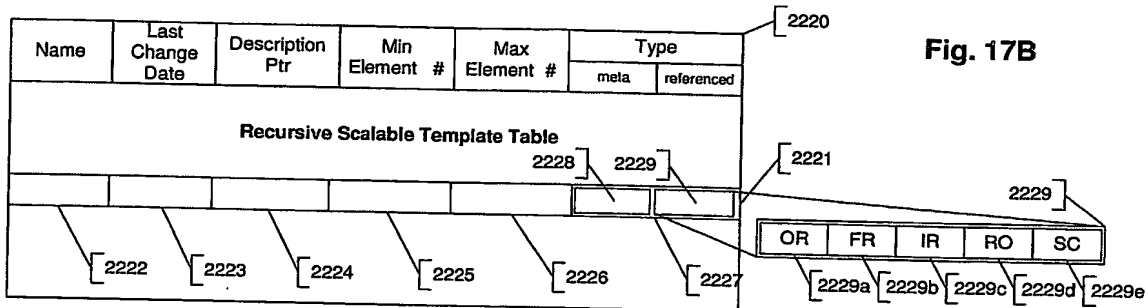 2220
Fig. 17B
Name
Last
Change
Date
Description
Ptr
Min
Element #
Max
Element #
Type
meta
referenced
Recursive Scalable Template Table
2228
2229
2221
2229
OR
FR
IR
RO
SC
2222
2223
2224
2225
2226
2227
2229a
2229b
2229c
2229d
2229e